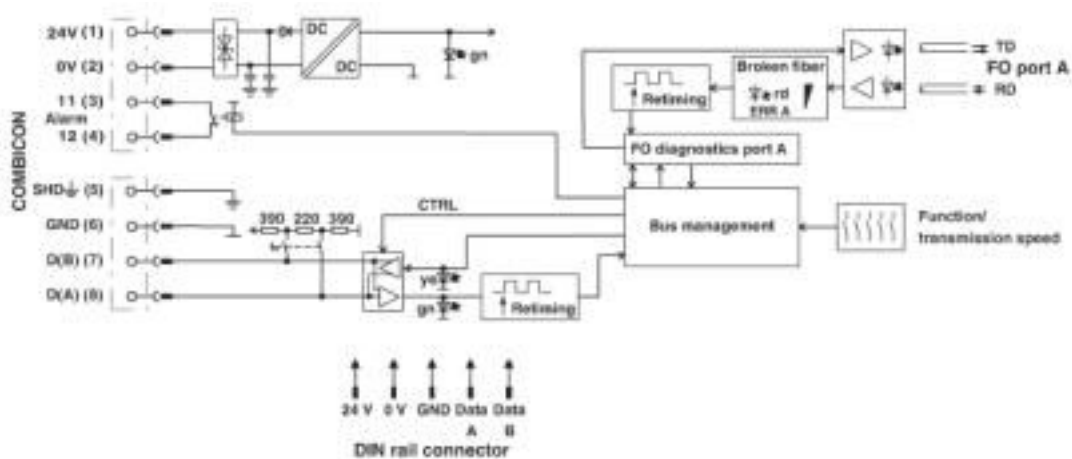 COMBICON
24V (1)
0V (2)
11 (3)
Alarm
12 (4)
SHD (5)
GND (6)
D(B) (7)
D(A) (8)
DC
DC
gn
390 220 390
CTRL
ye
gn
Retiming
Retiming
Broken fiber
rd
ERR A
TD
FO port A
RD
FO diagnostics port A
Bus management
Function/
transmission speed
24 V 0 V GND Data Data
A B
DIN rail connector